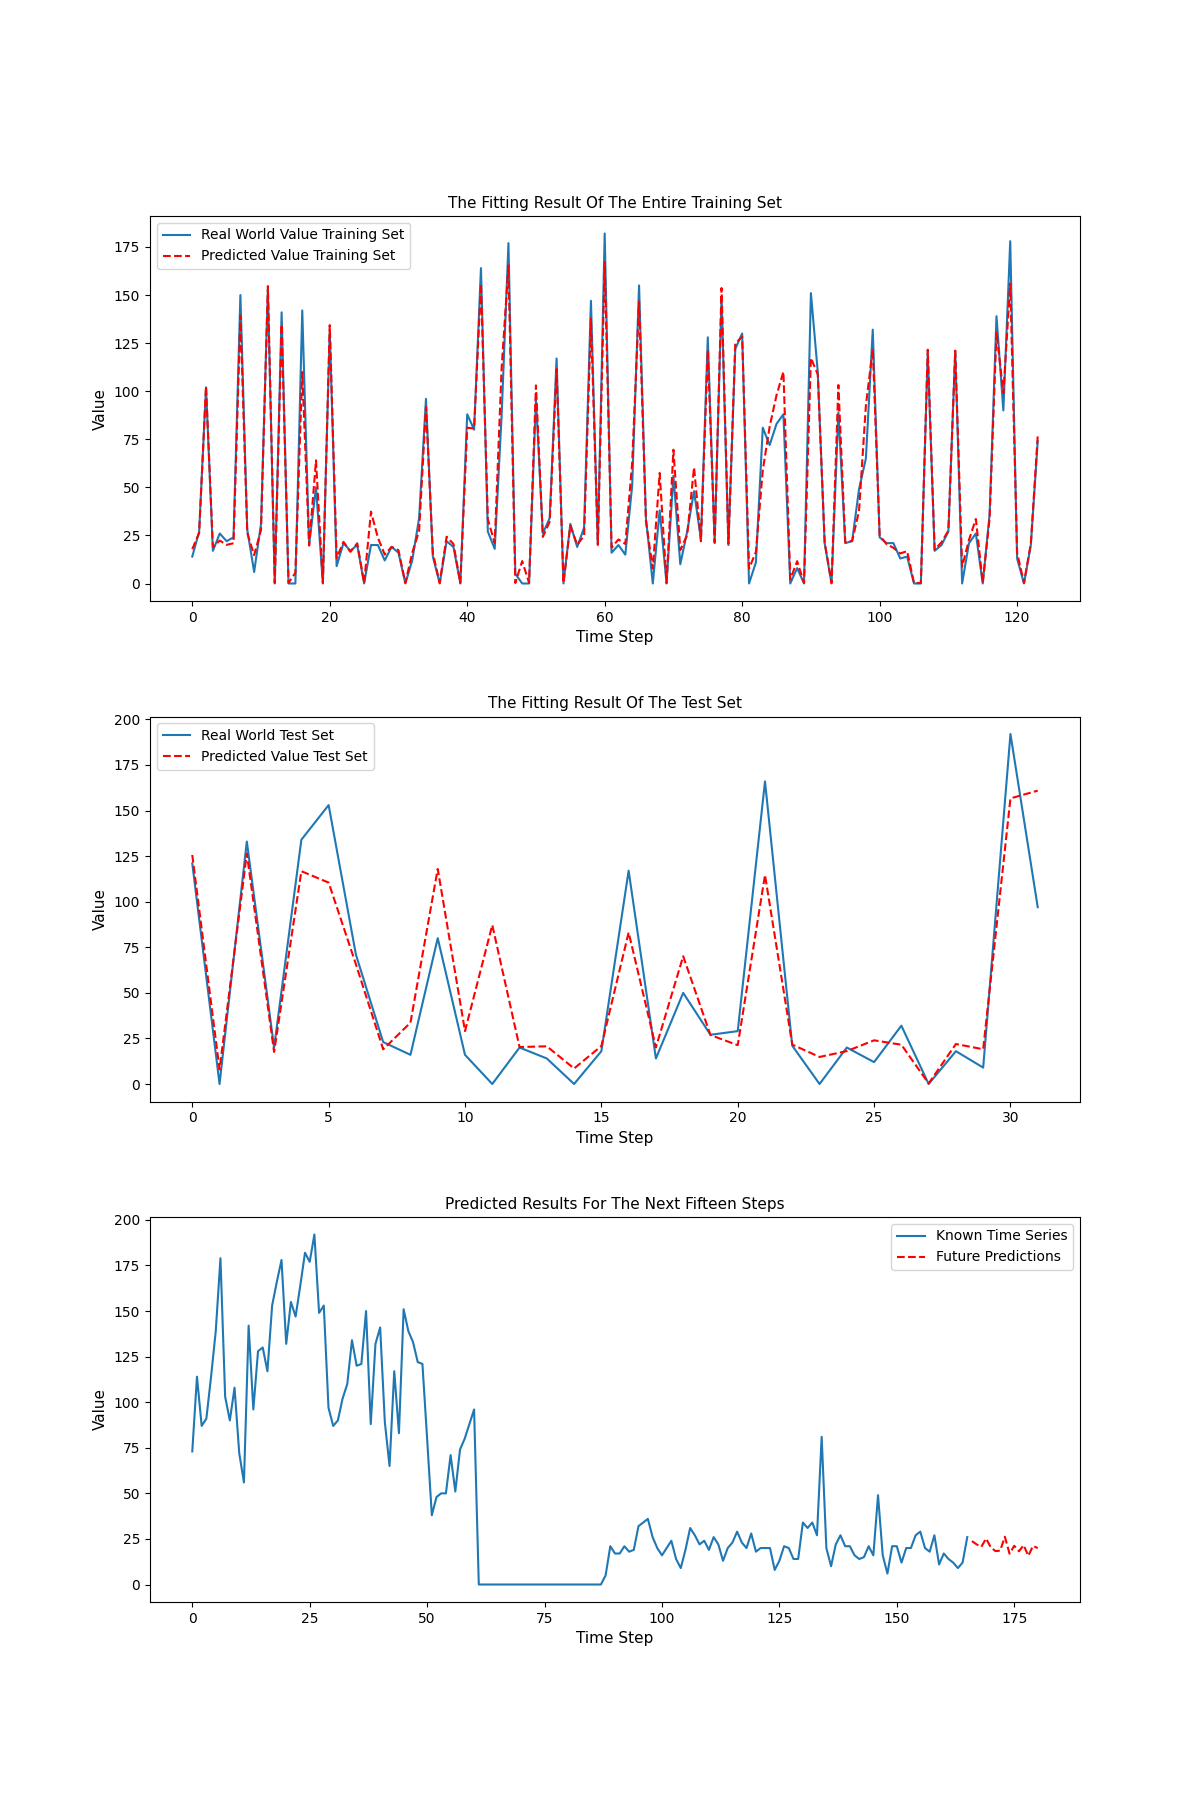 The Fitting Result Of The Entire Training Set
Real World Value Training Set
Predicted Value Training Set
Value
175
150
125
100
75
50
25
0
0 20 40 60 80 100 120
Time Step
The Fitting Result Of The Test Set
Real World Test Set
Predicted Value Test Set
Value
200
175
150
125
100
75
50
25
0
0 5 10 15 20 25 30
Time Step
Predicted Results For The Next Fifteen Steps
Known Time Series
Future Predictions
Value
200
175
150
125
100
75
50
25
0
0 25 50 75 100 125 150 175
Time Step